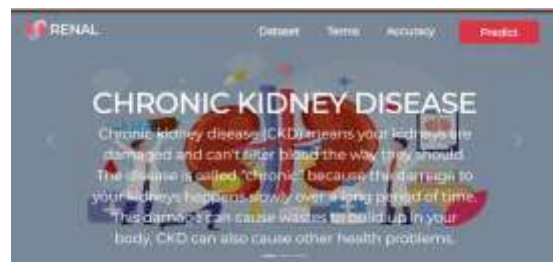 RENAL
Dataset Terms Accuracy Predict
CHRONIC KIDNEY DISEASE
Chronic kidney disease (CKD) means your kidneys are
damaged and can't filter blood the way they should.
The disease is called "chronic" because the damage to
your kidneys happens slowly over a long period of time.
This damage can cause wastes to build up in your
body. CKD can also cause other health problems.